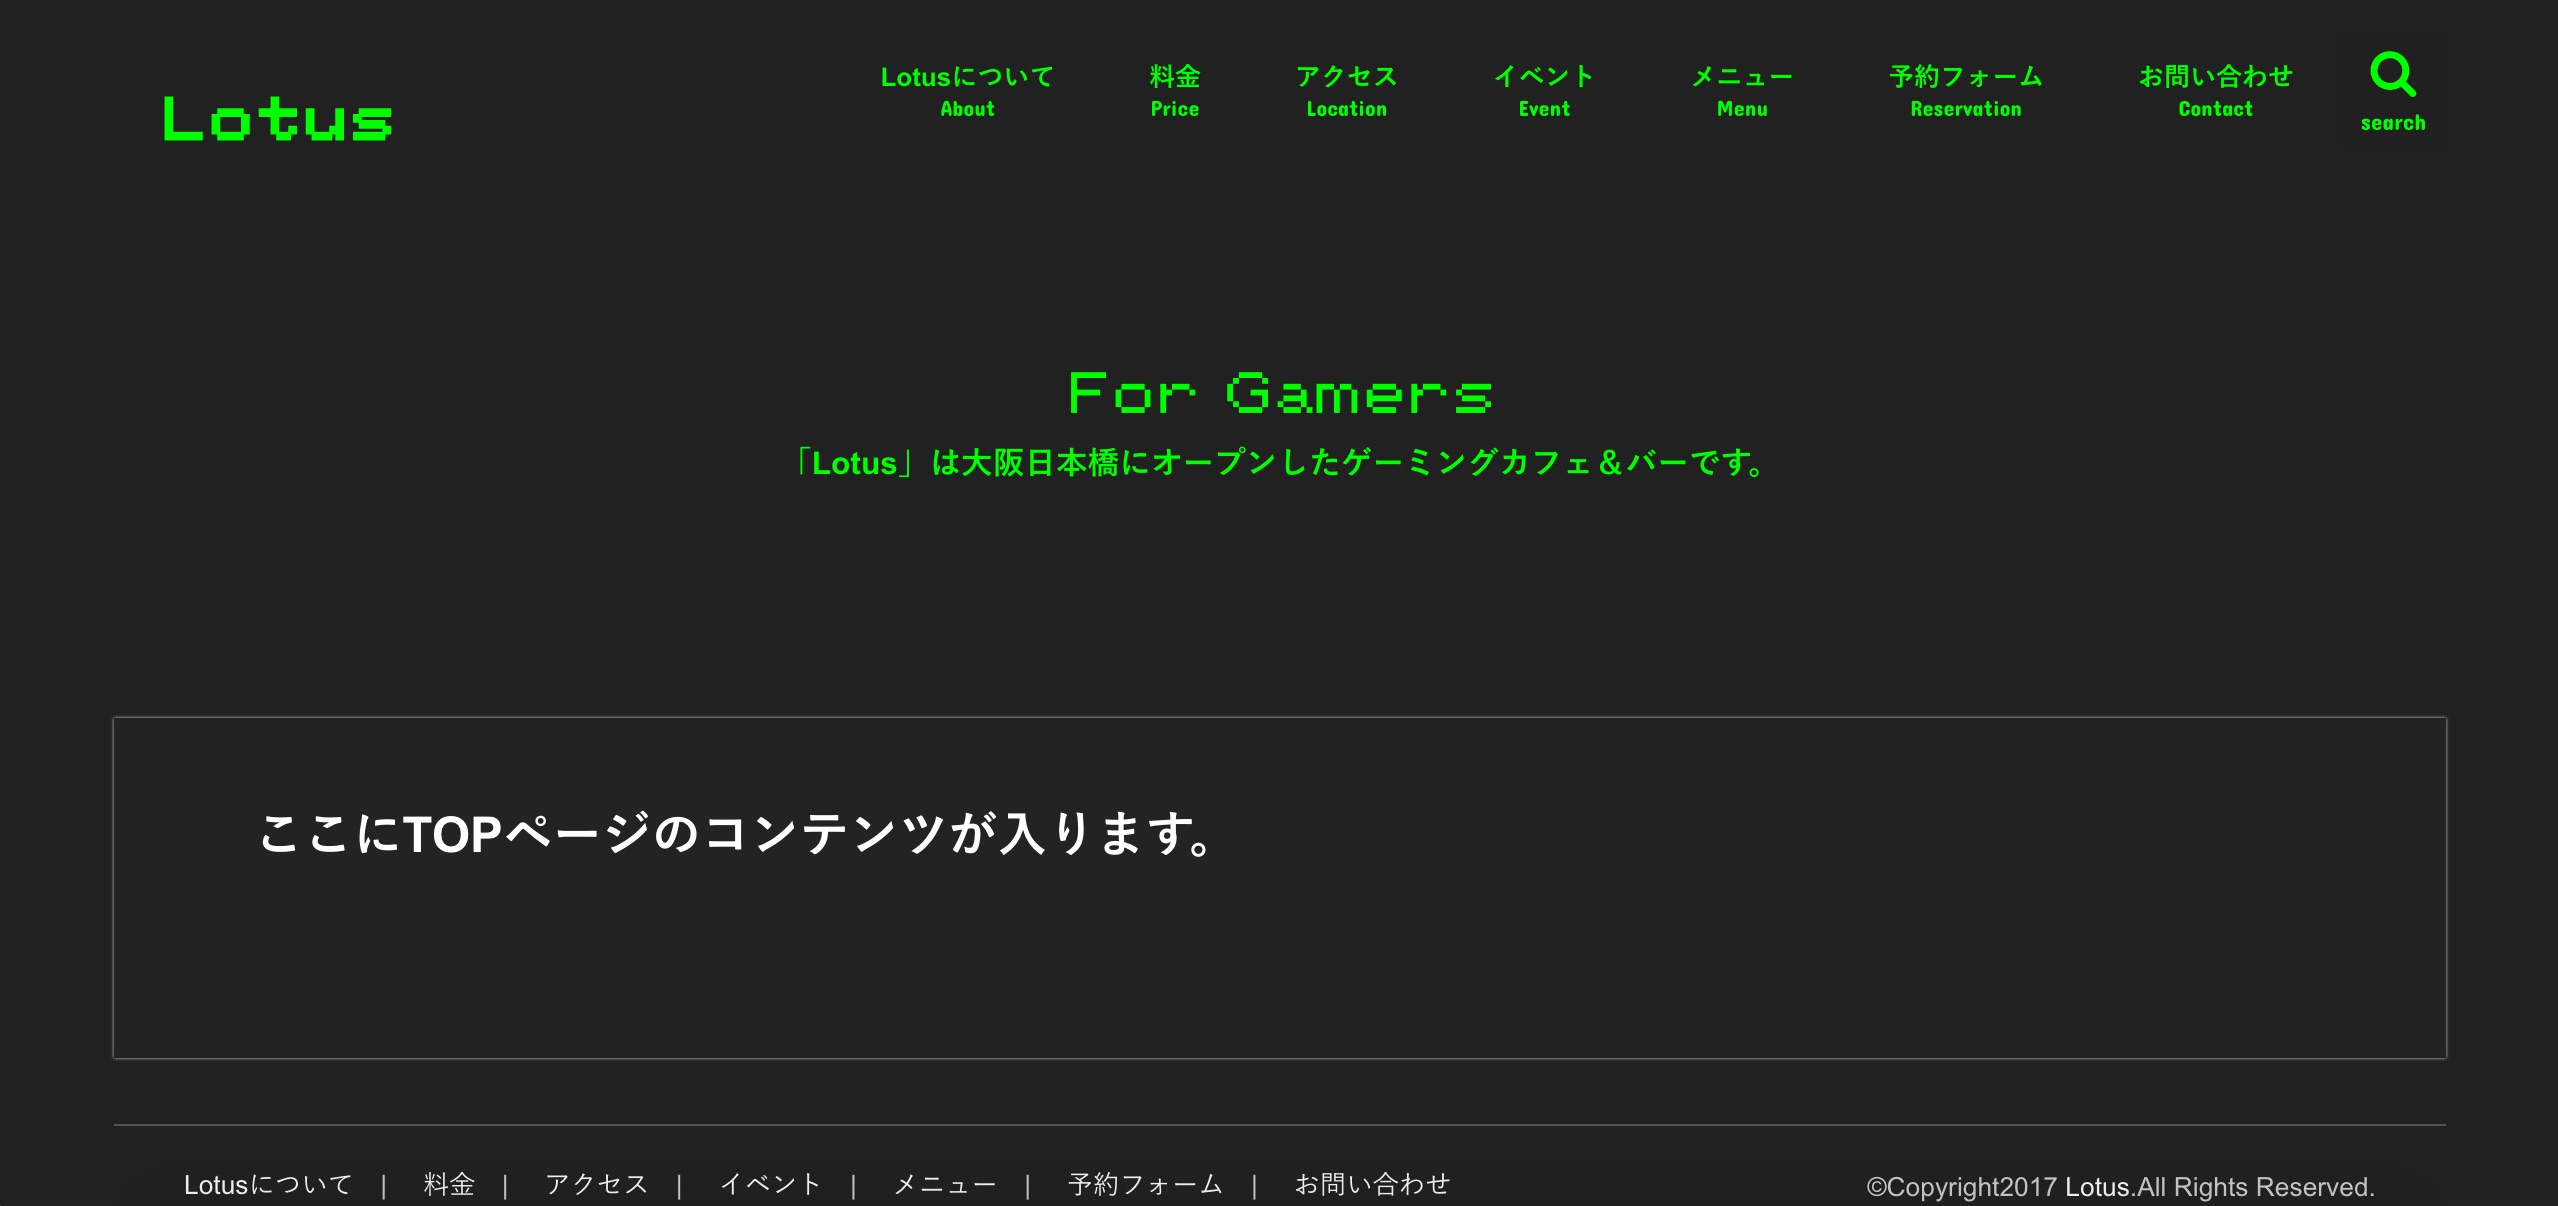 Lotus
Lotusについて 料金 アクセス イベント メニュー 予約フォーム お問い合わせ
About Price Location Event Menu Reservation Contact search
For Gamers
「Lotus」は大阪日本橋にオープンしたゲーミングカフェ＆バーです。
ここにTOPページのコンテンツが入ります。
Lotusについて | 料金 | アクセス | イベント | メニュー | 予約フォーム | お問い合わせ
©Copyright2017 Lotus.All Rights Reserved.